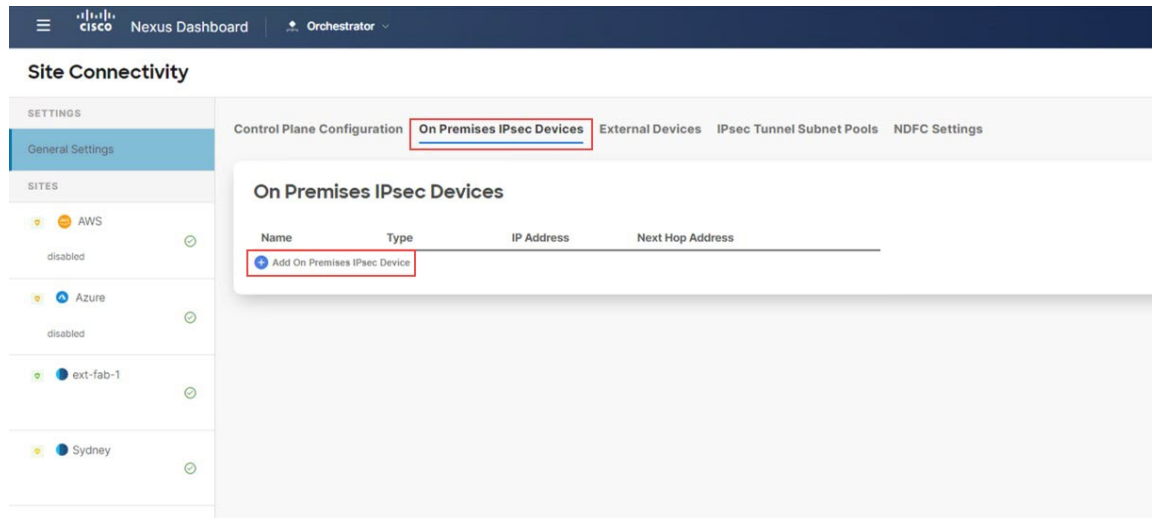 cisco Nexus Dashboard Orchestrator
Site Connectivity
SETTINGS
General Settings
SITES
AWS
disabled
Azure
disabled
ext-fab-1
Sydney
Control Plane Configuration On Premises IPsec Devices External Devices IPsec Tunnel Subnet Pools NDFC Settings
On Premises IPsec Devices
Name Type IP Address Next Hop Address
Add On Premises IPsec Device